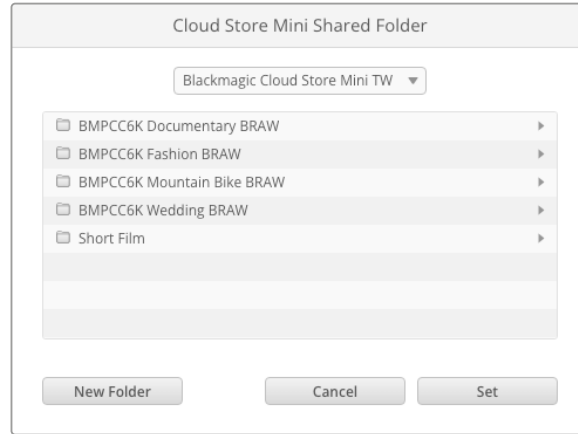 Cloud Store Mini Shared Folder
Blackmagic Cloud Store Mini TW
BMPCC6K Documentary BRAW
BMPCC6K Fashion BRAW
BMPCC6K Mountain Bike BRAW
BMPCC6K Wedding BRAW
Short Film
New Folder Cancel Set